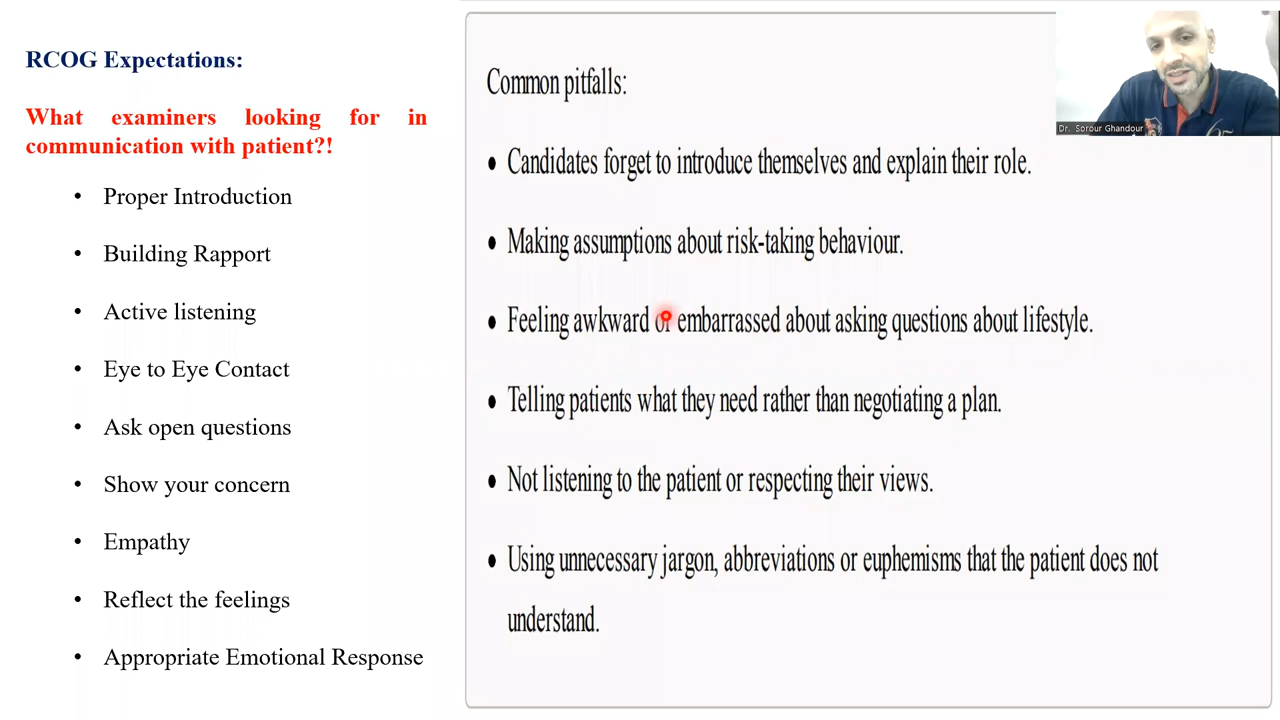 RCOG Expectations:
What examiners looking for in
communication with patient?!
• Proper Introduction
• Building Rapport
• Active listening
• Eye to Eye Contact
• Ask open questions
• Show your concern
• Empathy
• Reflect the feelings
• Appropriate Emotional Response
Common pitfalls:
• Candidates forget to introduce themselves and explain their role.
• Making assumptions about risk-taking behaviour.
• Feeling awkward or embarrassed about asking questions about lifestyle.
• Telling patients what they need rather than negotiating a plan.
• Not listening to the patient or respecting their views.
• Using unnecessary jargon, abbreviations or euphemisms that the patient does not
understand.
Dr. Sorour Ghandour